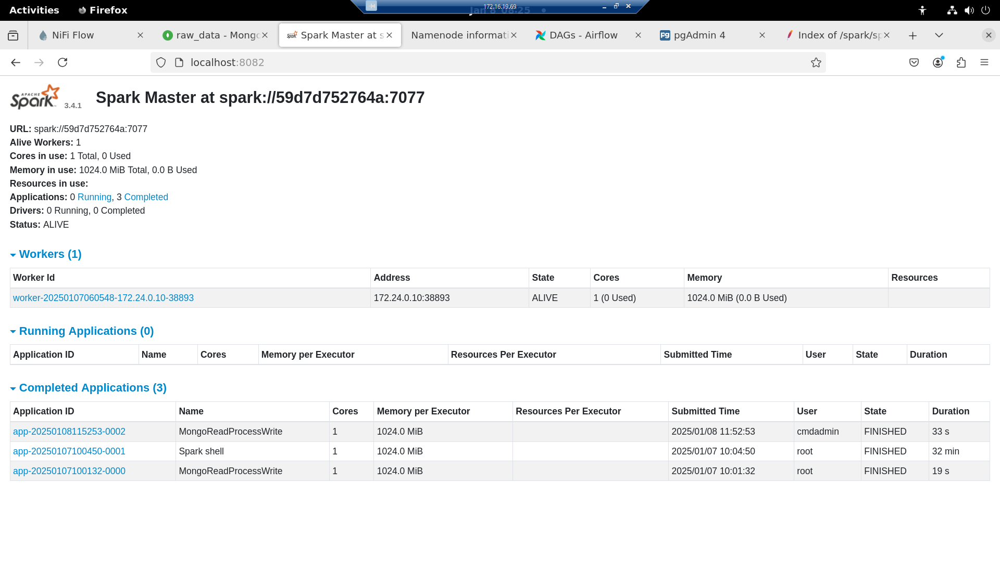 Activities Firefox 172.16.19.69 Jan 8 08:25
NiFi Flow raw_data - Mongo Spark Master at s Namenode informati DAGs - Airflow pgAdmin 4 Index of /spark/sp
localhost:8082
APACHE Spark 3.4.1 Spark Master at spark://59d7d752764a:7077
URL: spark://59d7d752764a:7077
Alive Workers: 1
Cores in use: 1 Total, 0 Used
Memory in use: 1024.0 MiB Total, 0.0 B Used
Resources in use:
Applications: 0 Running, 3 Completed
Drivers: 0 Running, 0 Completed
Status: ALIVE
Workers (1)
Worker Id Address State Cores Memory Resources
worker-20250107060548-172.24.0.10-38893 172.24.0.10:38893 ALIVE 1 (0 Used) 1024.0 MiB (0.0 B Used)
Running Applications (0)
Application ID Name Cores Memory per Executor Resources Per Executor Submitted Time User State Duration
Completed Applications (3)
Application ID Name Cores Memory per Executor Resources Per Executor Submitted Time User State Duration
app-20250108115253-0002 MongoReadProcessWrite 1 1024.0 MiB 2025/01/08 11:52:53 cmdadmin FINISHED 33 s
app-20250107100450-0001 Spark shell 1 1024.0 MiB 2025/01/07 10:04:50 root FINISHED 32 min
app-20250107100132-0000 MongoReadProcessWrite 1 1024.0 MiB 2025/01/07 10:01:32 root FINISHED 19 s